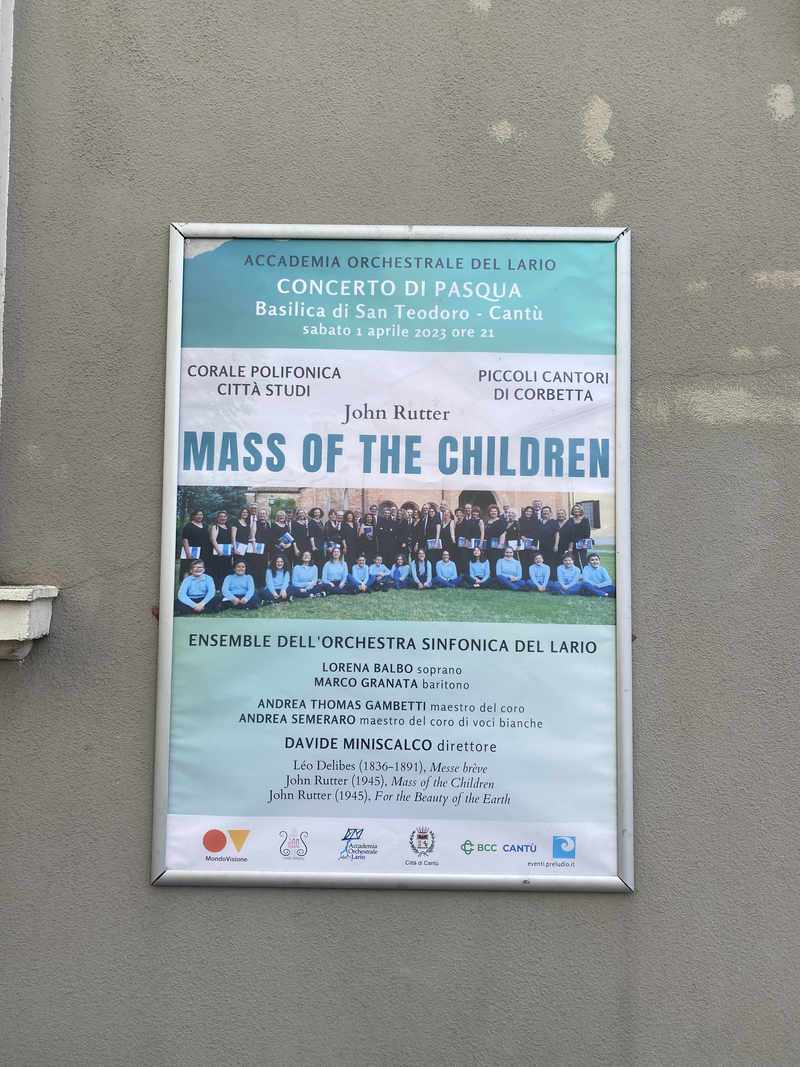 ACCADEMIA ORCHESTRALE DEL LARIO
CONCERTO DI PASQUA
Basilica di San Teodoro - Cantù
sabato 1 aprile 2023 ore 21
CORALE POLIFONICA
CITTÀ STUDI
PICCOLI CANTORI
DI CORBETTA
John Rutter
MASS OF THE CHILDREN
ENSEMBLE DELL'ORCHESTRA SINFONICA DEL LARIO
LORENA BALBO soprano
MARCO GRANATA baritono
ANDREA THOMAS GAMBETTI maestro del coro
ANDREA SEMERARO maestro del coro di voci bianche
DAVIDE MINISCALCO direttore
Léo Delibes (1836-1891), Messe brève
John Rutter (1945), Mass of the Children
John Rutter (1945), For the Beauty of the Earth
MondoVisione
Accademia
Orchestrale
del Lario
Città di Cantù
BCC CANTÙ
eventi.preludio.it